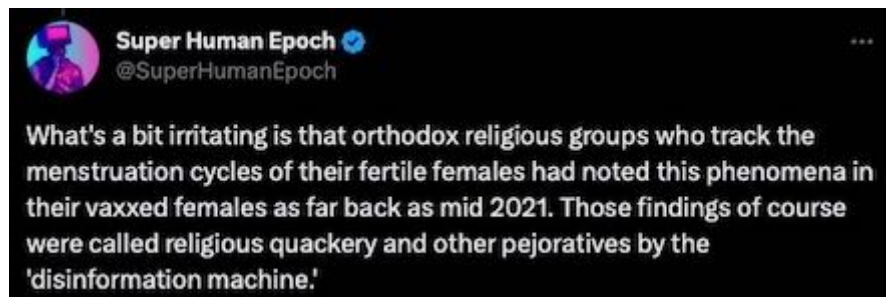 Super Human Epoch
@SuperHumanEpoch
What's a bit irritating is that orthodox religious groups who track the
menstruation cycles of their fertile females had noted this phenomena in
their vaxxed females as far back as mid 2021. Those findings of course
were called religious quackery and other pejoratives by the
'disinformation machine.'